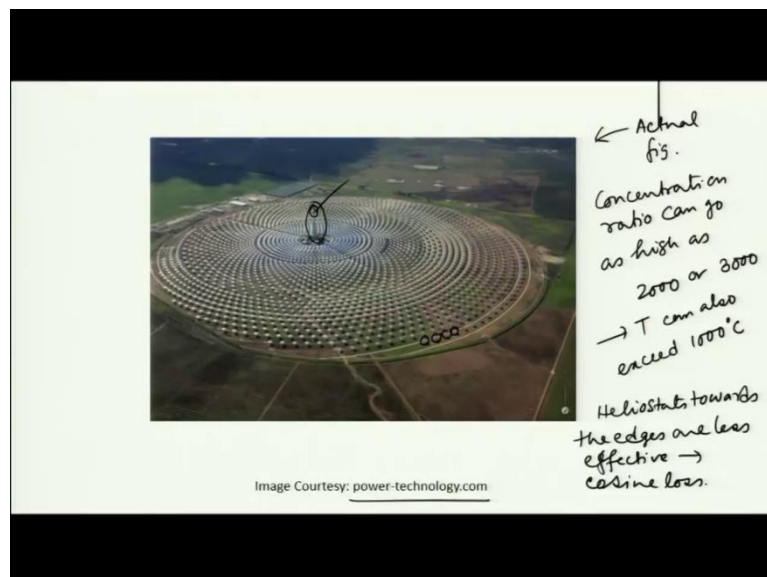 ← Actual
fig.
Concentration
ratio can go
as high as
2000 or 3000
→ T can also
exceed 1000°C
Heliostats towards
the edges are less
effective →
cosine loss.
Image Courtesy: power-technology.com